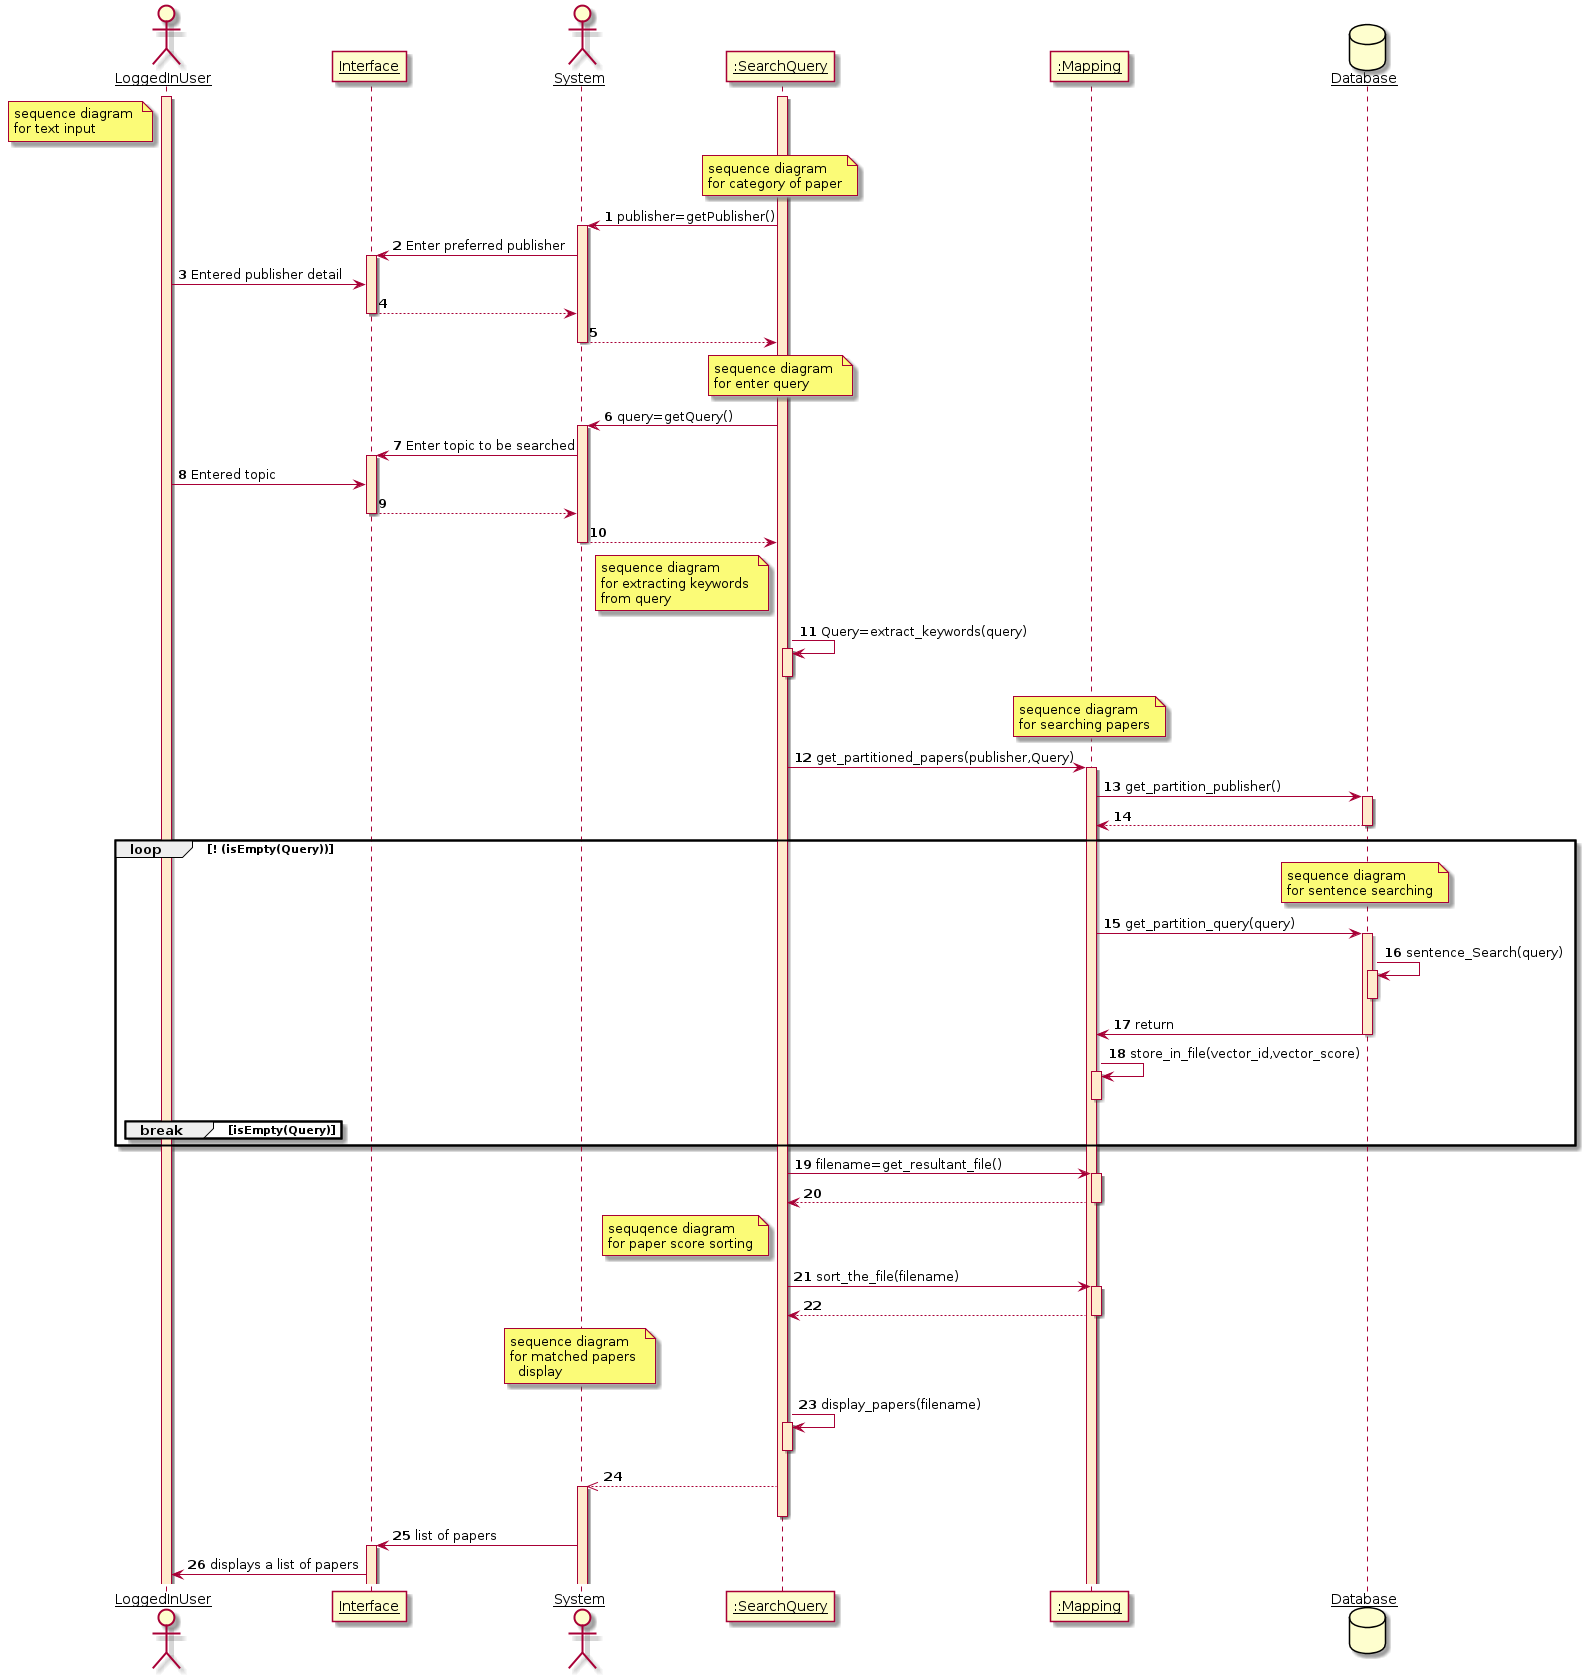 LoggedInUser
Interface
System
:SearchQuery
:Mapping
Database
sequence diagram
for text input
sequence diagram
for category of paper
1 publisher=getPublisher()
2 Enter preferred publisher
3 Entered publisher detail
4
5
sequence diagram
for enter query
6 query=getQuery()
7 Enter topic to be searched
8 Entered topic
9
10
sequence diagram
for extracting keywords
from query
11 Query=extract_keywords(query)
sequence diagram
for searching papers
12 get_partitioned_papers(publisher,Query)
13 get_partition_publisher()
14
loop [! (isEmpty(Query))]
sequence diagram
for sentence searching
15 get_partition_query(query)
16 sentence_Search(query)
17 return
18 store_in_file(vector_id,vector_score)
break [isEmpty(Query)]
19 filename=get_resultant_file()
20
sequqence diagram
for paper score sorting
21 sort_the_file(filename)
22
sequence diagram
for matched papers
display
23 display_papers(filename)
24
25 list of papers
26 displays a list of papers
LoggedInUser
Interface
System
:SearchQuery
:Mapping
Database